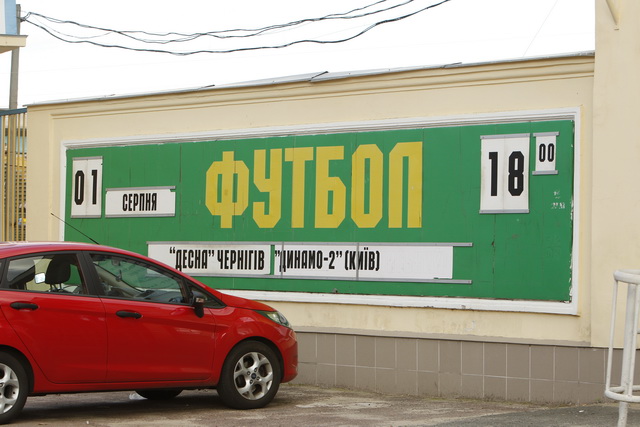 01 СЕРПНЯ
ФУТБОЛ
18 00
"ДЕСНА" ЧЕРНІГІВ "ДИНАМО-2" (КИЇВ)